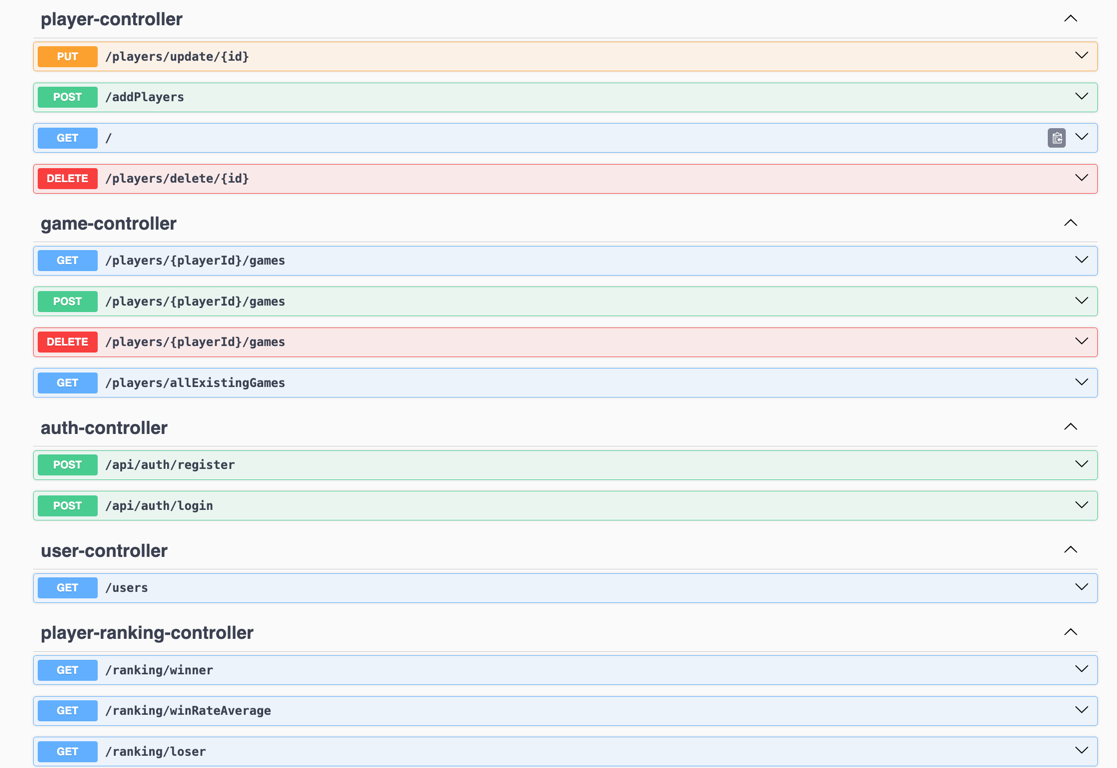 player-controller
PUT /players/update/{id}
POST /addPlayers
GET /
DELETE /players/delete/{id}
game-controller
GET /players/{playerId}/games
POST /players/{playerId}/games
DELETE /players/{playerId}/games
GET /players/allExistingGames
auth-controller
POST /api/auth/register
POST /api/auth/login
user-controller
GET /users
player-ranking-controller
GET /ranking/winner
GET /ranking/winRateAverage
GET /ranking/loser